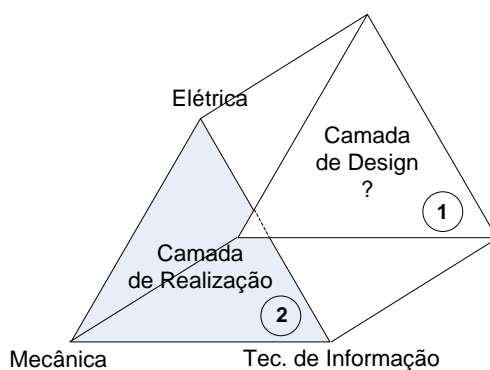 Elétrica
Camada
de Design
?
1
Camada
de Realização
2
Mecânica
Tec. de Informação